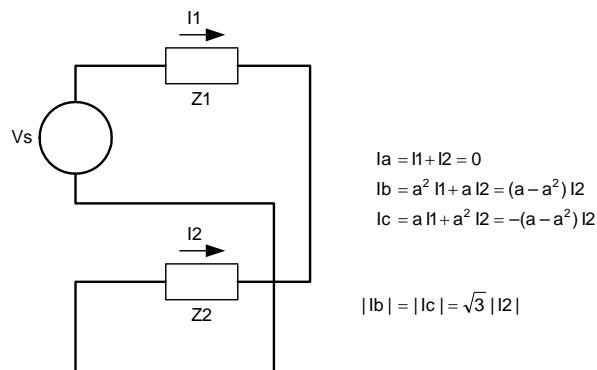 I1
Z1
Vs
Ia = I1 + I2 = 0
Ib = a² I1 + a I2 = (a − a²) I2
Ic = a I1 + a² I2 = −(a − a²) I2
I2
Z2
| Ib | = | Ic | = √3 | I2 |